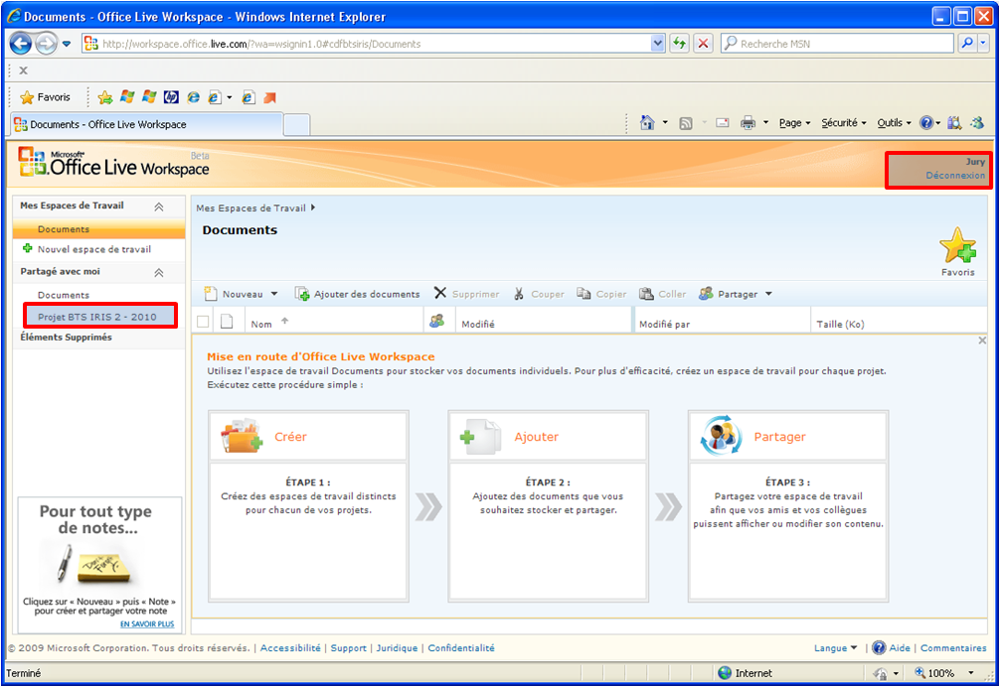 Documents - Office Live Workspace - Windows Internet Explorer
http://workspace.office.live.com/?wa=wsignin1.0#cdfbtsiris/Documents
Recherche MSN
x
Favoris
Documents - Office Live Workspace
Page
Sécurité
Outils
Microsoft®
Office Live Workspace
Beta
Jury
Déconnexion
Mes Espaces de Travail
Documents
Nouvel espace de travail
Partagé avec moi
Documents
Projet BTS IRIS 2 - 2010
Éléments Supprimés
Mes Espaces de Travail
Documents
Favoris
Nouveau
Ajouter des documents
Supprimer
Couper
Copier
Coller
Partager
Nom
Modifié
Modifié par
Taille (Ko)
Mise en route d'Office Live Workspace
Utilisez l'espace de travail Documents pour stocker vos documents individuels. Pour plus d'efficacité, créez un espace de travail pour chaque projet.
Exécutez cette procédure simple :
Créer
ÉTAPE 1 :
Créez des espaces de travail distincts
pour chacun de vos projets.
Ajouter
ÉTAPE 2 :
Ajoutez des documents que vous
souhaitez stocker et partager.
Partager
ÉTAPE 3 :
Partagez votre espace de travail
afin que vos amis et vos collègues
puissent afficher ou modifier son contenu.
Pour tout type
de notes...
Cliquez sur « Nouveau » puis « Note »
pour créer et partager votre note
EN SAVOIR PLUS
© 2009 Microsoft Corporation. Tous droits réservés. | Accessibilité | Support | Juridique | Confidentialité
Langue | Aide | Commentaires
Terminé
Internet
100%